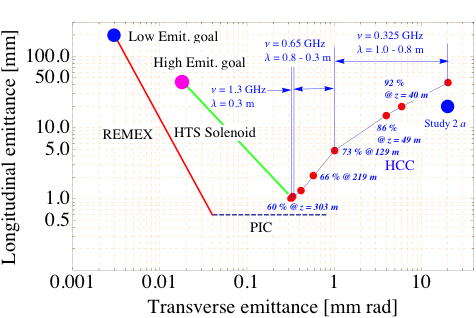 Low Emit. goal
High Emit. goal
ν = 0.65 GHz
λ = 0.8 - 0.3 m
ν = 0.325 GHz
λ = 1.0 - 0.8 m
ν = 1.3 GHz
λ = 0.3 m
REMEX
HTS Solenoid
92 %
@ z = 40 m
Study 2 a
86 %
@ z = 49 m
HCC
73 % @ 129 m
66 % @ 219 m
60 % @ z = 303 m
PIC
Longitudinal emittance [mm]
100.0
50.0
10.0
5.0
1.0
0.5
0.001
0.01
0.1
1
10
Transverse emittance [mm rad]